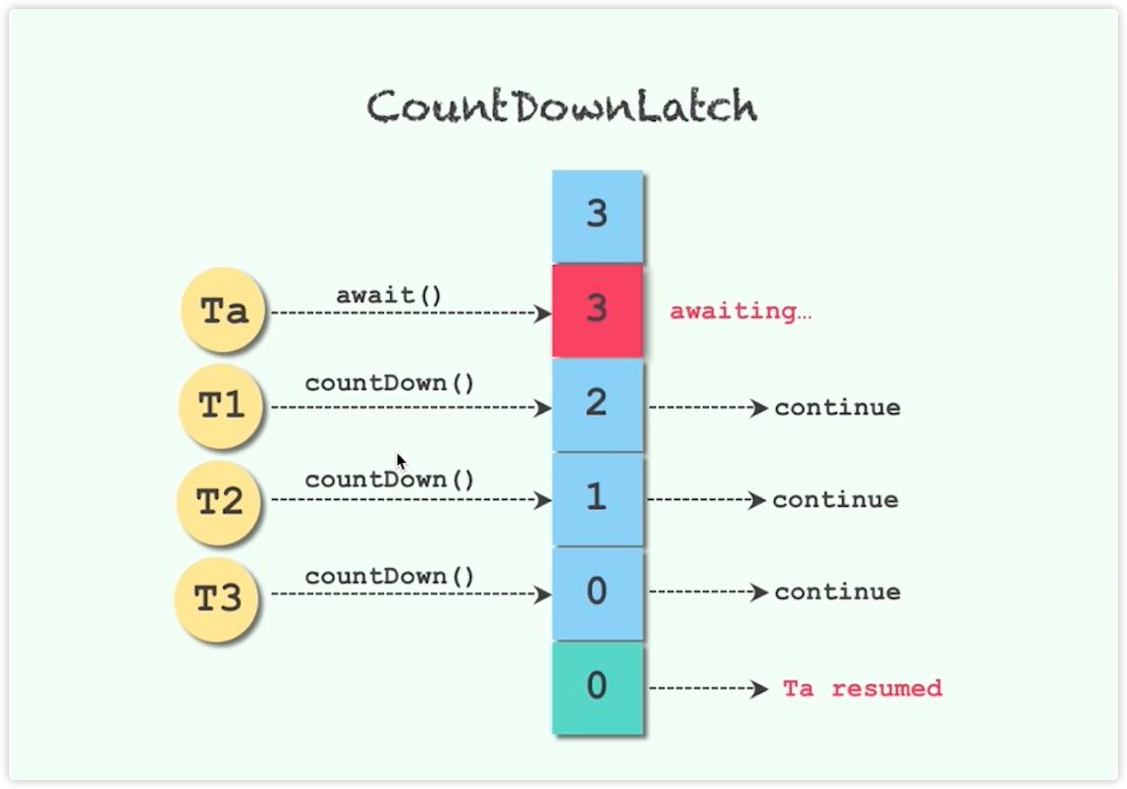 CountDownLatch
3
Ta await() 3 awaiting…
T1 countDown() 2 continue
T2 countDown() 1 continue
T3 countDown() 0 continue
0 Ta resumed